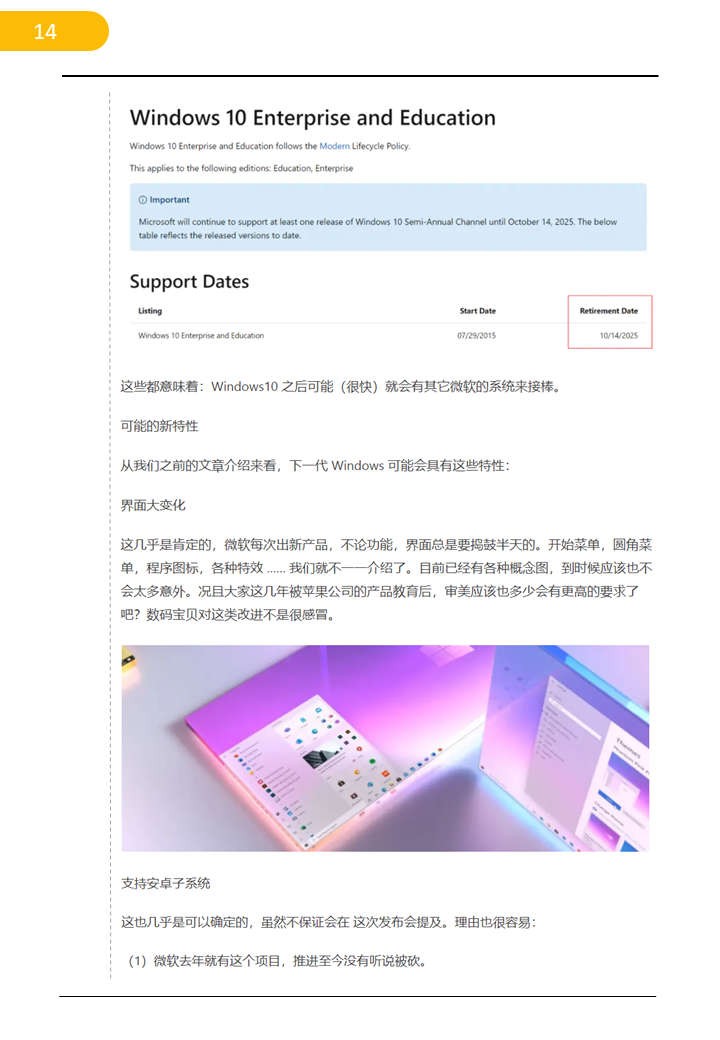 14
Windows 10 Enterprise and Education
Windows 10 Enterprise and Education follows the Modern Lifecycle Policy.
This applies to the following editions: Education, Enterprise
Important
Microsoft will continue to support at least one release of Windows 10 Semi-Annual Channel until October 14, 2025. The below
table reflects the released versions to date.
Support Dates
Listing Start Date Retirement Date
Windows 10 Enterprise and Education 07/29/2015 10/14/2025
这些都意味着：Windows10 之后可能（很快）就会有其它微软的系统来接棒。
可能的新特性
从我们之前的文章介绍来看，下一代 Windows 可能会具有这些特性：
界面大变化
这几乎是肯定的，微软每次出新产品，不论功能，界面总是要捣鼓半天的。开始菜单，圆角菜
单，程序图标，各种特效 ...... 我们就不一一介绍了。目前已经有各种概念图，到时候应该也不
会太多意外。况且大家这几年被苹果公司的产品教育后，审美应该也多少会有更高的要求了
吧？数码宝贝对这类改进不是很感冒。
Themes
支持安卓子系统
这也几乎是可以确定的，虽然不保证会在 这次发布会提及。理由也很容易：
（1）微软去年就有这个项目，推进至今没有听说被砍。